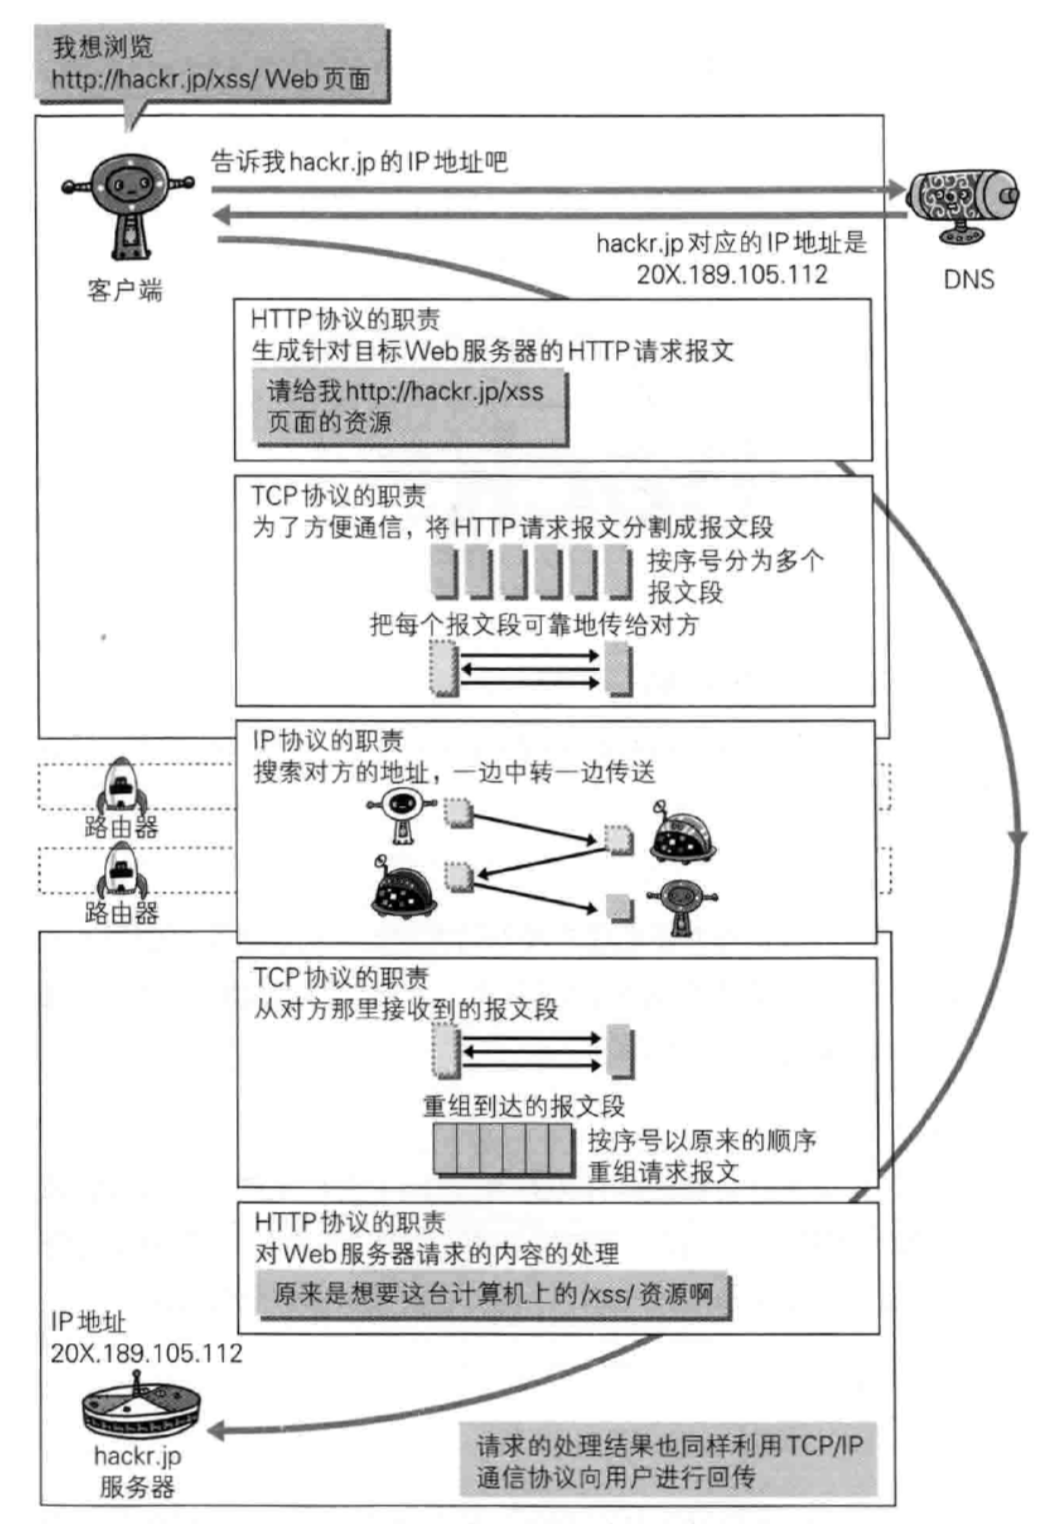 我想浏览
http://hackr.jp/xss/ Web页面
告诉我hackr.jp的IP地址吧
hackr.jp对应的IP地址是
20X.189.105.112
客户端
DNS
HTTP协议的职责
生成针对目标Web服务器的HTTP请求报文
请给我http://hackr.jp/xss
页面的资源
TCP协议的职责
为了方便通信，将HTTP请求报文分割成报文段
按序号分为多个
报文段
把每个报文段可靠地传给对方
IP协议的职责
搜索对方的地址，一边中转一边传送
路由器
路由器
TCP协议的职责
从对方那里接收到的报文段
重组到达的报文段
按序号以原来的顺序
重组请求报文
HTTP协议的职责
对Web服务器请求的内容的处理
原来是想要这台计算机上的/xss/资源啊
IP地址
20X.189.105.112
hackr.jp
服务器
请求的处理结果也同样利用TCP/IP
通信协议向用户进行回传